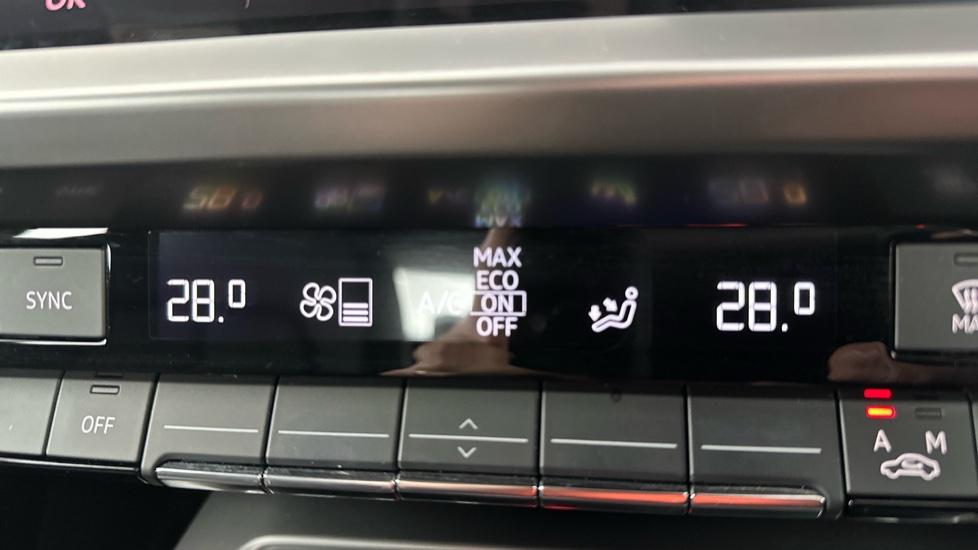 SYNC
28.0
A/C
MAX
ECO
ON
OFF
28.0
OFF
A M